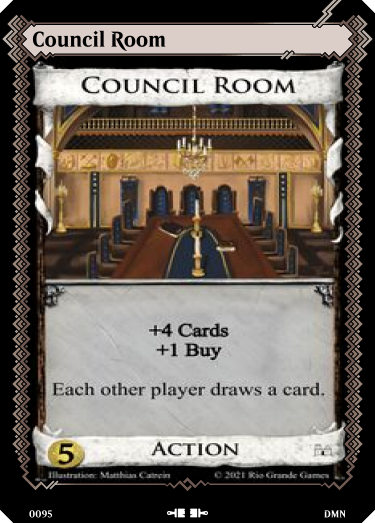 Council Room
Council Room
+4 Cards
+1 Buy
Each other player draws a card.
5
Action
Illustration: Matthias Catrein
© 2021 Rio Grande Games
0095
DMN